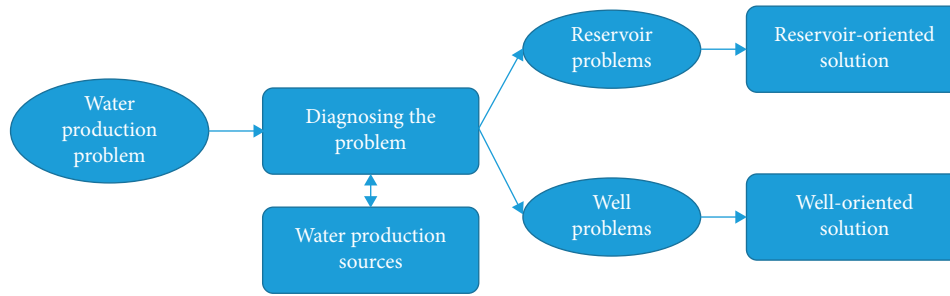 Water
production
problem
Diagnosing the
problem
Water production
sources
Reservoir
problems
Reservoir-oriented
solution
Well
problems
Well-oriented
solution